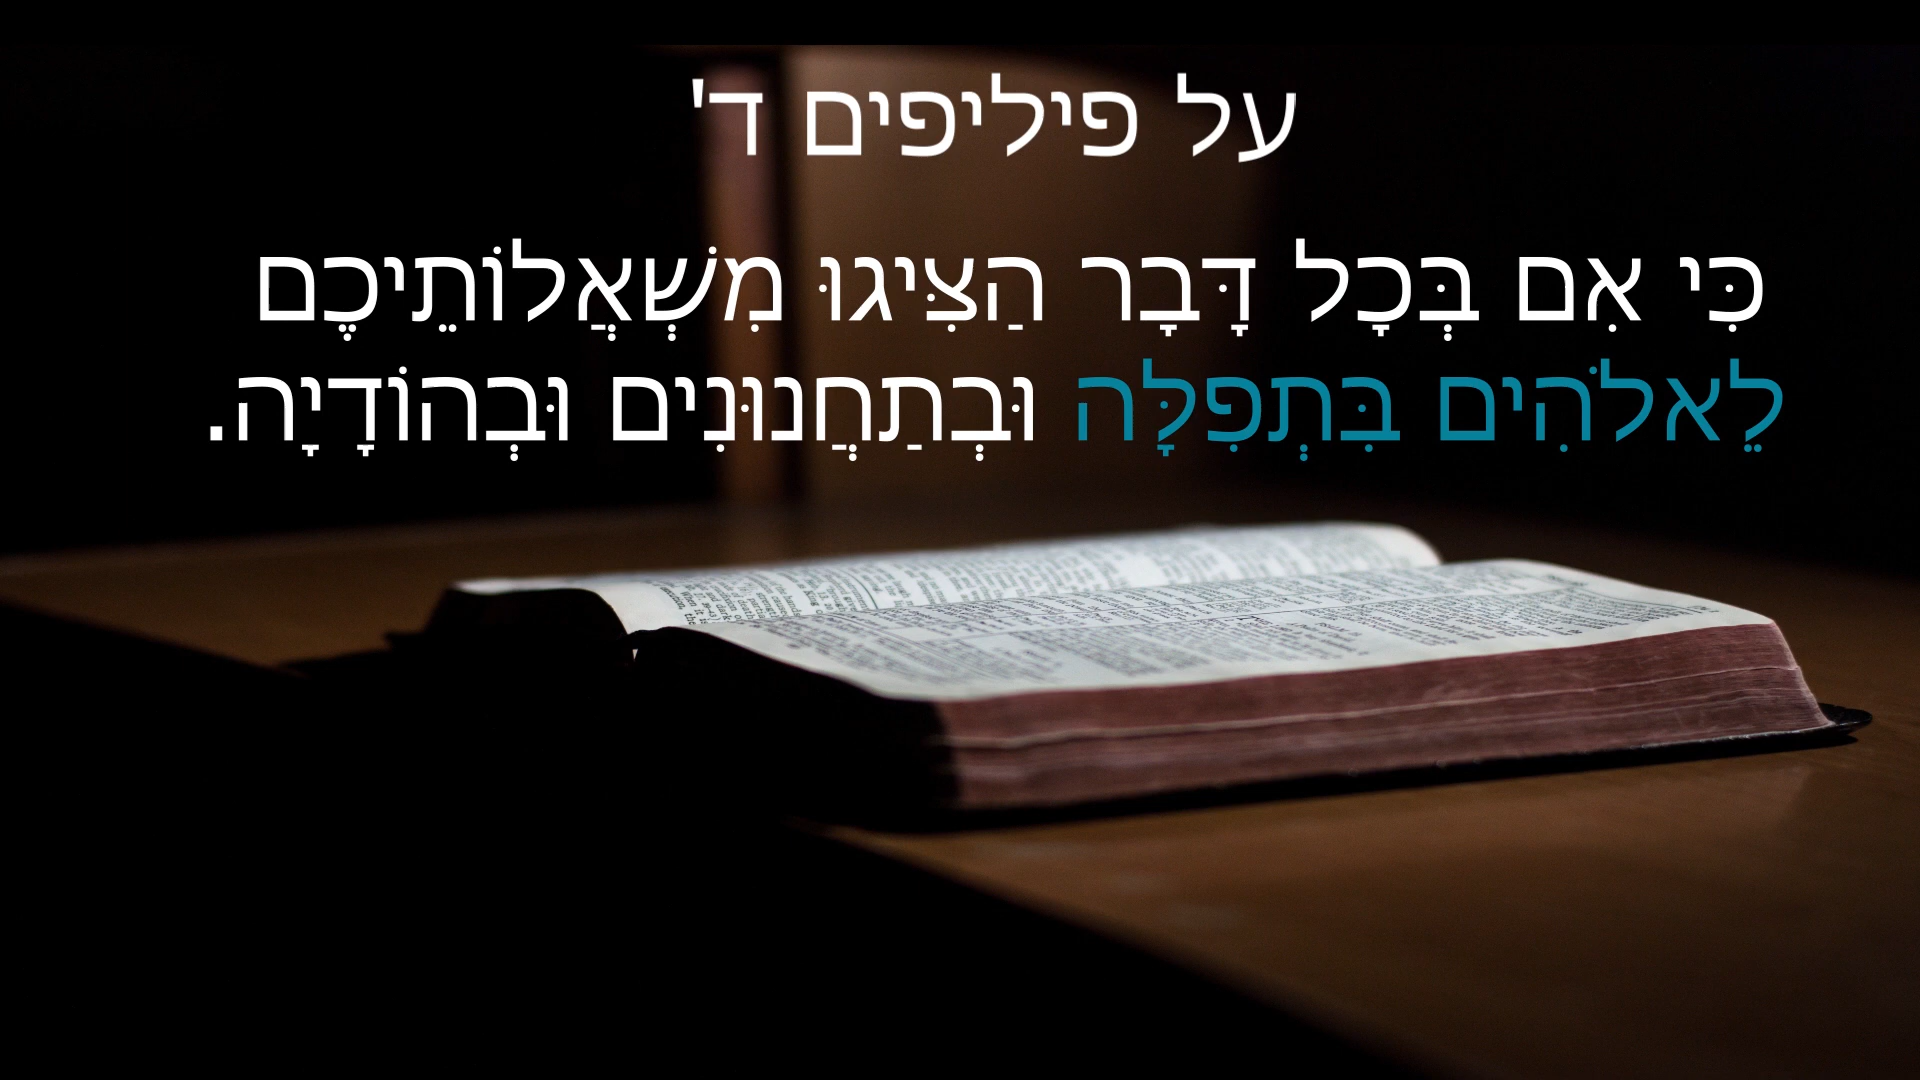 על פיליפים ד'
כִּי אִם בְּכָל דָּבָר הַצִּיגוּ מִשְׁאֲלוֹתֵיכֶם
לֵאלֹהִים בִּתְפִלָּה וּבְתַחֲנוּנִים וּבְהוֹדָיָה.